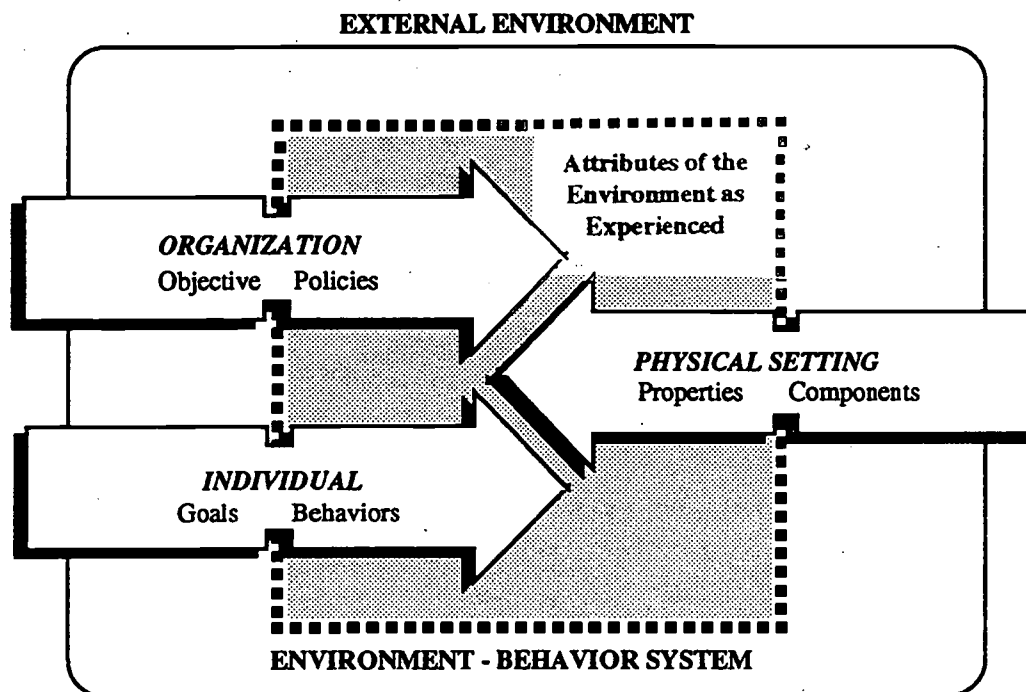 EXTERNAL ENVIRONMENT
Attributes of the
Environment as
Experienced
ORGANIZATION
Objective Policies
PHYSICAL SETTING
Properties Components
INDIVIDUAL
Goals Behaviors
ENVIRONMENT - BEHAVIOR SYSTEM